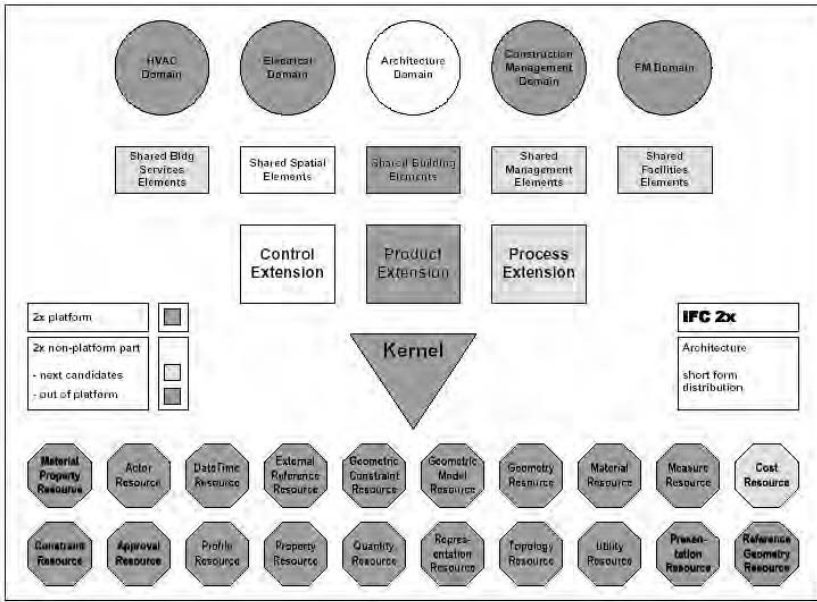 HVAC
Domain
Electrical
Domain
Architecture
Domain
Construction
Management
Domain
FM Domain
Shared Bldg
Services
Elements
Shared Spatial
Elements
Shared Building
Elements
Shared
Management
Elements
Shared
Facilities
Elements
Control
Extension
Product
Extension
Process
Extension
2x platform
2x non-platform part
- next candidates
- out of platform
Kernel
IFC 2x
Architecture
short form
distribution
Material
Property
Resource
Actor
Resource
DateTime
Resource
External
Reference
Resource
Geometric
Constraint
Resource
Geometric
Model
Resource
Geometry
Resource
Material
Resource
Measure
Resource
Cost
Resource
Constraint
Resource
Approval
Resource
Profile
Resource
Property
Resource
Quantity
Resource
Repres-
entation
Resource
Topology
Resource
Utility
Resource
Presen-
tation
Resource
Reference
Geometry
Resource